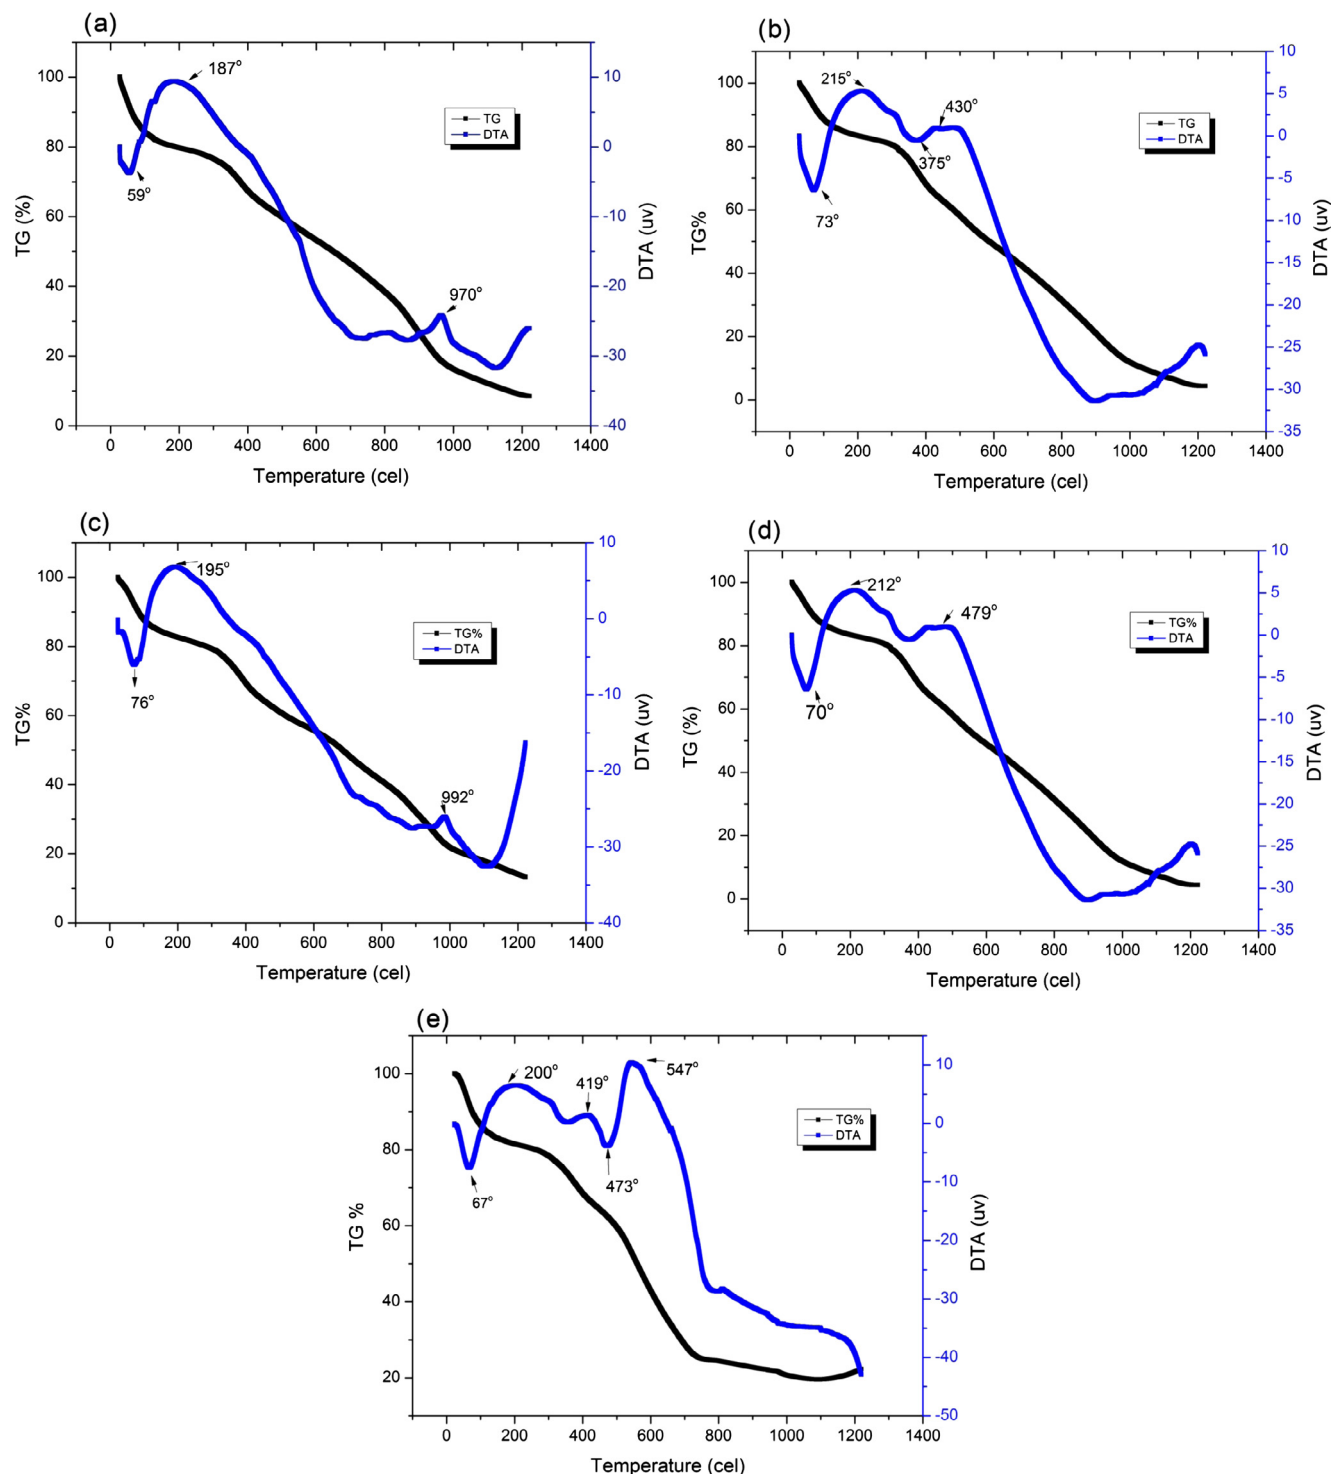 (a)
187°
59°
970°
TG
DTA
100
80
60
40
20
0
10
0
-10
-20
-30
-40
0 200 400 600 800 1000 1200 1400
TG (%)
DTA (uv)
Temperature (cel)
(b)
215°
430°
375°
73°
TG
DTA
100
80
60
40
20
0
10
5
0
-5
-10
-15
-20
-25
-30
-35
0 200 400 600 800 1000 1200 1400
TG%
DTA (uv)
Temperature (cel)
(c)
195°
76°
992°
TG%
DTA
100
80
60
40
20
0
10
0
-10
-20
-30
-40
0 200 400 600 800 1000 1200 1400
TG%
DTA (uv)
Temperature (cel)
(d)
212°
479°
70°
TG
DTA
100
80
60
40
20
0
10
5
0
-5
-10
-15
-20
-25
-30
-35
0 200 400 600 800 1000 1200 1400
TG (%)
DTA (uv)
Temperature (cel)
(e)
200°
419°
547°
473°
67°
TG%
DTA
100
80
60
40
20
10
0
-10
-20
-30
-40
-50
0 200 400 600 800 1000 1200 1400
TG %
DTA (uv)
Temperature (cel)